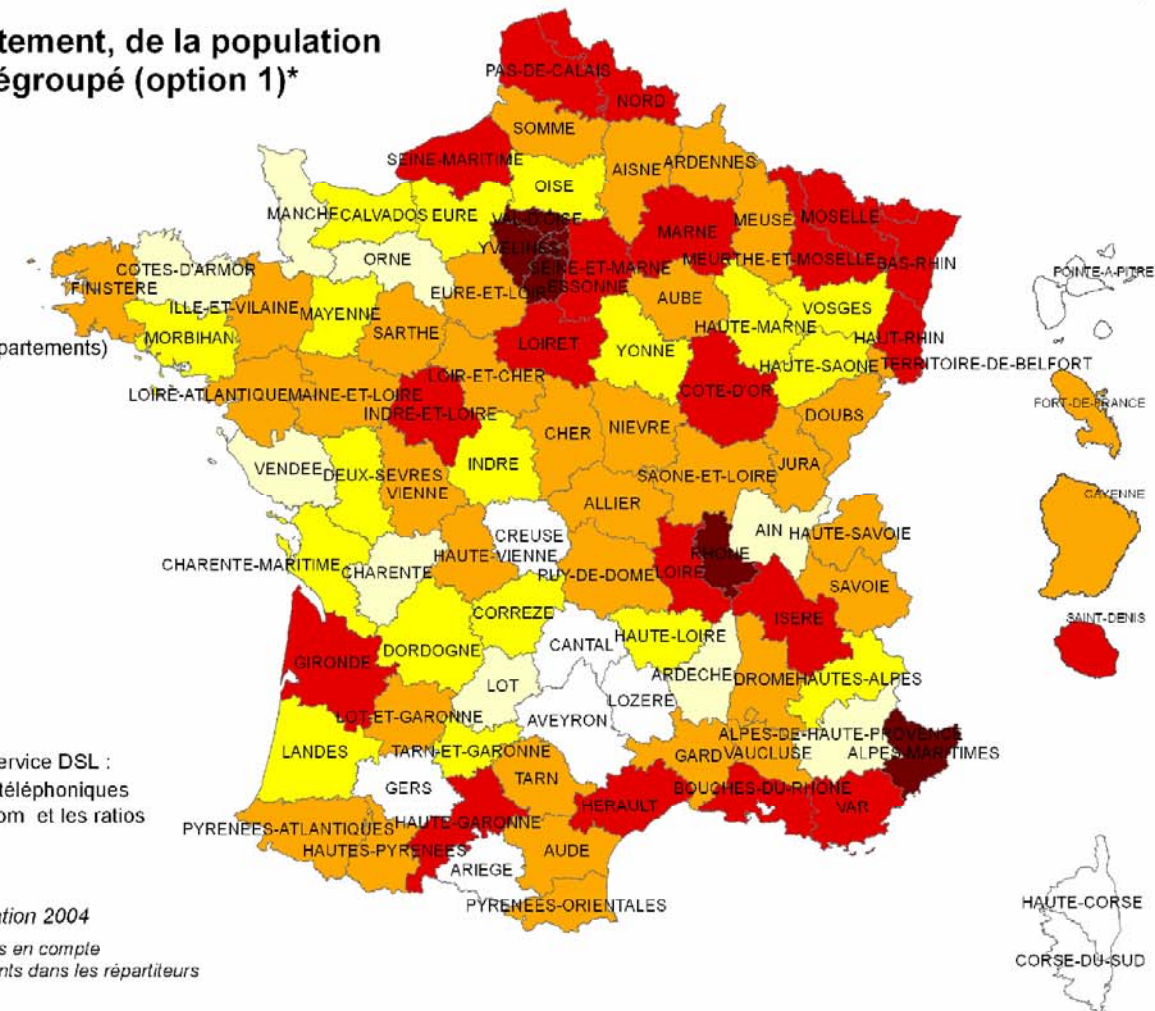 tement, de la population
égroupé (option 1)*
PAS-DE-CALAIS
NORD
SOMME
SEINE-MARITIME
AISNE
ARDENNES
OISE
MANCHE
CALVADOS
EURE
VAL-D'OISE
MARNE
MEUSE
MOSELLE
YVELINES
ORNE
SEINE-ET-MARNE
MEURTHE-ET-MOSELLE
BAS-RHIN
COTES-D'ARMOR
FINISTERE
ESSONNE
POINTE-A-PITRE
EURE-ET-LOIR
ILLE-ET-VILAINE
MAYENNE
AUBE
VOSGES
SARTHE
HAUTE-MARNE
MORBIHAN
LOIRET
YONNE
HAUT-RHIN
partements)
HAUTE-SAONE
TERRITOIRE-DE-BELFORT
LOIR-ET-CHER
LOIRE-ATLANTIQUE
MAINE-ET-LOIRE
COTE-D'OR
FORT-DE-FRANCE
INDRE-ET-LOIRE
DOUBS
CHER
NIEVRE
VENDEE
DEUX-SEVRES
INDRE
SAONE-ET-LOIRE
JURA
VIENNE
CAYENNE
ALLIER
CREUSE
AIN
HAUTE-SAVOIE
HAUTE-VIENNE
RHONE
CHARENTE-MARITIME
CHARENTE
PUY-DE-DOME
LOIRE
SAVOIE
CORREZE
ISERE
SAINT-DENIS
HAUTE-LOIRE
CANTAL
DORDOGNE
GIRONDE
ARDECHE
DROME
HAUTES-ALPES
LOT
LOZERE
LOT-ET-GARONNE
AVEYRON
ALPES-DE-HAUTE-PROVENCE
LANDES
TARN-ET-GARONNE
GARD
VAUCLUSE
ALPES-MARITIMES
ervice DSL :
TARN
téléphoniques
GERS
BOUCHES-DU-RHONE
HERAULT
VAR
om et les ratios
PYRENEES-ATLANTIQUES
HAUTE-GARONNE
HAUTES-PYRENEES
AUDE
ARIEGE
PYRENEES-ORIENTALES
HAUTE-CORSE
ation 2004
s en compte
CORSE-DU-SUD
nts dans les répartiteurs